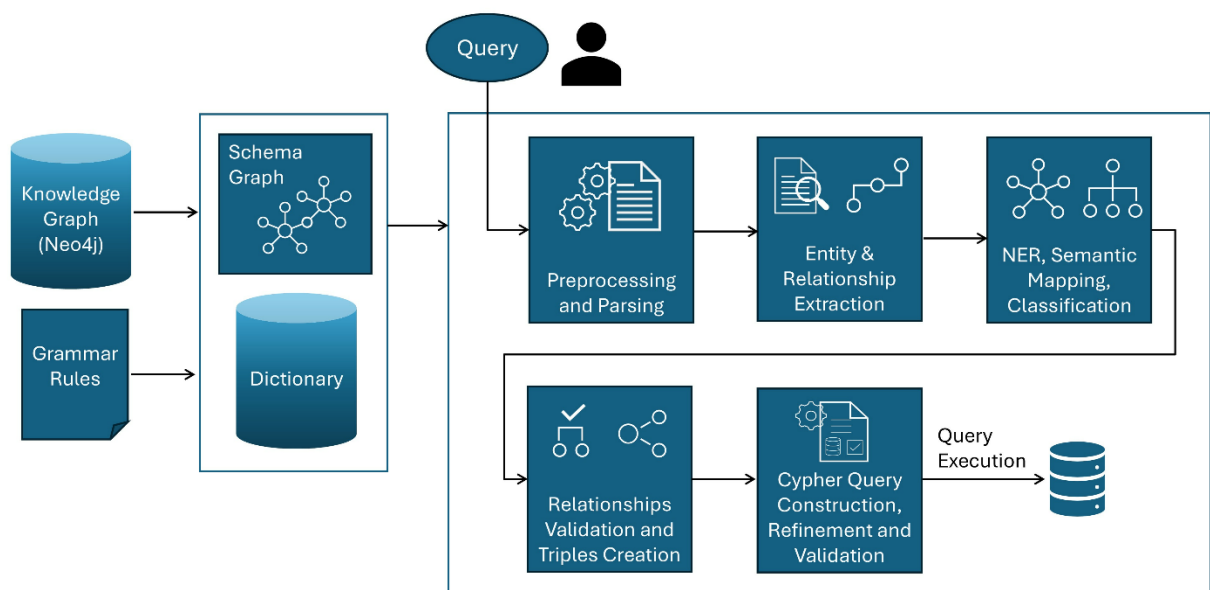 Query
Knowledge
Graph
(Neo4j)
Schema
Graph
Grammar
Rules
Dictionary
Preprocessing
and Parsing
Entity &
Relationship
Extraction
NER, Semantic
Mapping,
Classification
Relationships
Validation and
Triples Creation
Cypher Query
Construction,
Refinement and
Validation
Query
Execution